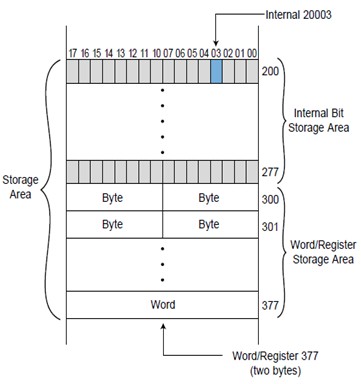 Internal 20003
17 16 15 14 13 12 11 10 07 06 05 04 03 02 01 00
200
Internal Bit
Storage Area
277
Storage
Area
Byte Byte 300
Byte Byte 301
Word/Register
Storage Area
Word 377
Word/Register 377
(two bytes)